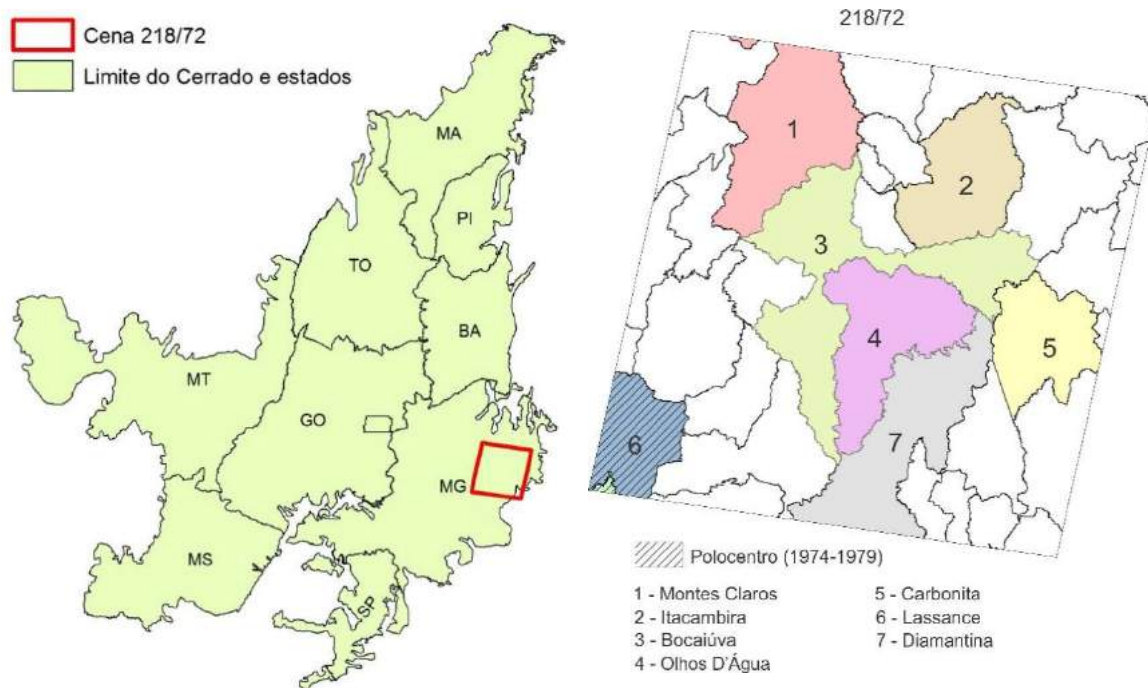 Cena 218/72
Limite do Cerrado e estados
MA
PI
TO
BA
MT
GO
MG
MS
SP
218/72
1
2
3
4
5
6
7
Polocentro (1974-1979)
1 - Montes Claros
2 - Itacambira
3 - Bocaiúva
4 - Olhos D'Água
5 - Carbonita
6 - Lassance
7 - Diamantina